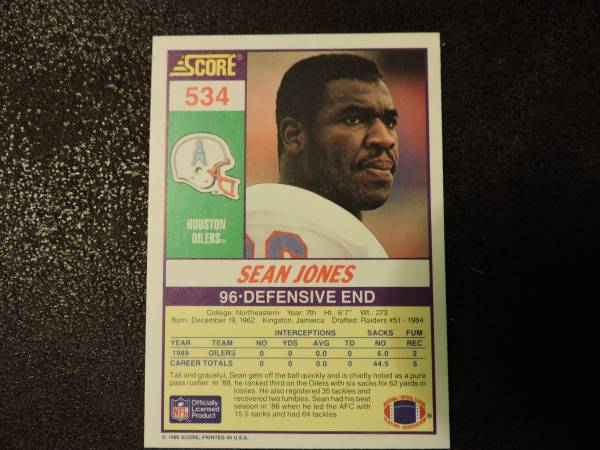 SCORE®
534
HOUSTON
OILERS™
96
SEAN JONES
96·DEFENSIVE END
College: Northeastern Year: 7th Ht.: 6'7" Wt.: 273
Born: December 19, 1962 Kingston, Jamaica Drafted: Raiders #51 - 1984
INTERCEPTIONS SACKS FUM
YEAR TEAM NO YDS AVG TD NO REC
1989 OILERS 0 0 0.0 0 6.0 2
CAREER TOTALS 0 0 0.0 0 44.5 5
Tall and graceful, Sean gets off the ball quickly and is chiefly noted as a pure
pass rusher. In '89, he ranked third on the Oilers with six sacks for 62 yards in
losses. He also registered 35 tackles and
recovered two fumbles. Sean had his best
season in '86 when he led the AFC with
15.5 sacks and had 64 tackles.
NFL
Officially
Licensed
Product
®
© 1990 SCORE, PRINTED IN U.S.A.